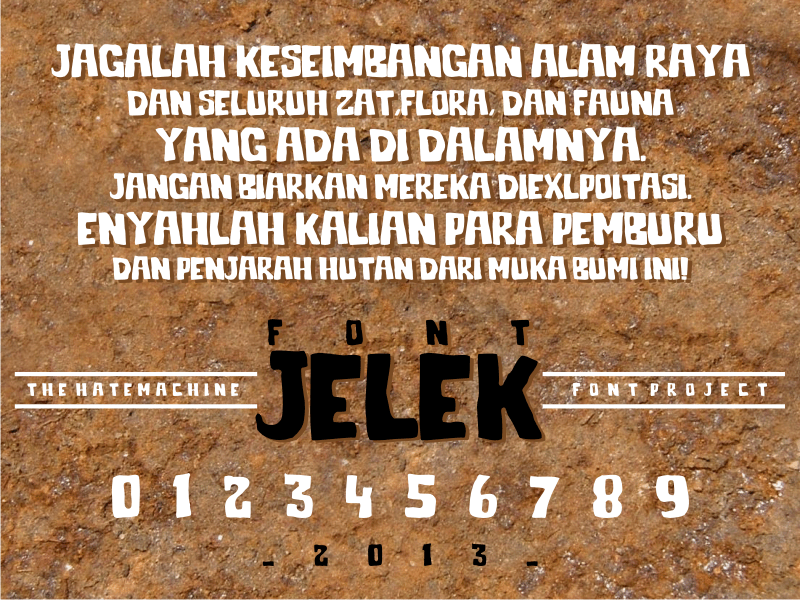 JAGALAH KESEIMBANGAN ALAM RAYA
DAN SELURUH ZAT,FLORA, DAN FAUNA
YANG ADA DI DALAMNYA.
JANGAN BIARKAN MEREKA DIEXLPOITASI.
ENYAHLAH KALIAN PARA PEMBURU
DAN PENJARAH HUTAN DARI MUKA BUMI INI!
FONT
JELEK
THE HATEMACHINE
FONT PROJECT
0 1 2 3 4 5 6 7 8 9
_ 2 0 1 3 _